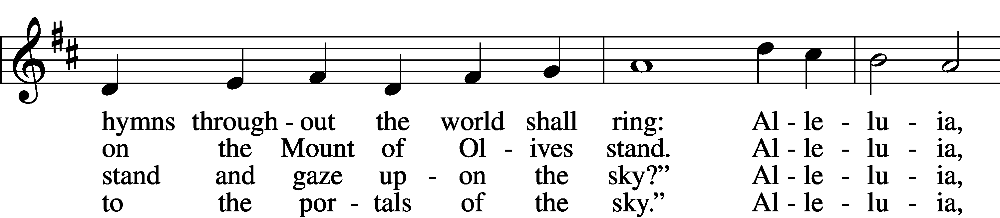 hymns through - out the world shall ring: Al - le - lu - ia,
on the Mount of Ol - ives stand. Al - le - lu - ia,
stand and gaze up - on the sky?” Al - le - lu - ia,
to the por - tals of the sky.” Al - le - lu - ia,